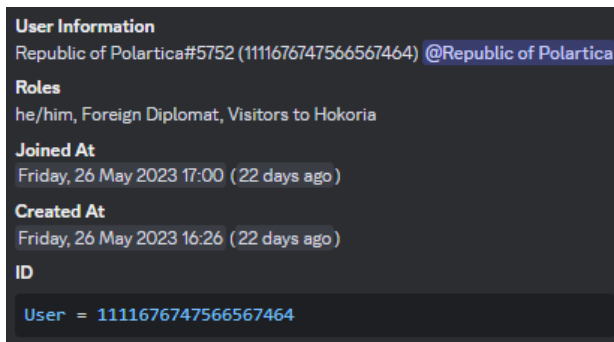 User Information
Republic of Polartica#5752 (1111676747566567464) @Republic of Polartica
Roles
he/him, Foreign Diplomat, Visitors to Hokoria
Joined At
Friday, 26 May 2023 17:00 (22 days ago)
Created At
Friday, 26 May 2023 16:26 (22 days ago)
ID
User = 1111676747566567464